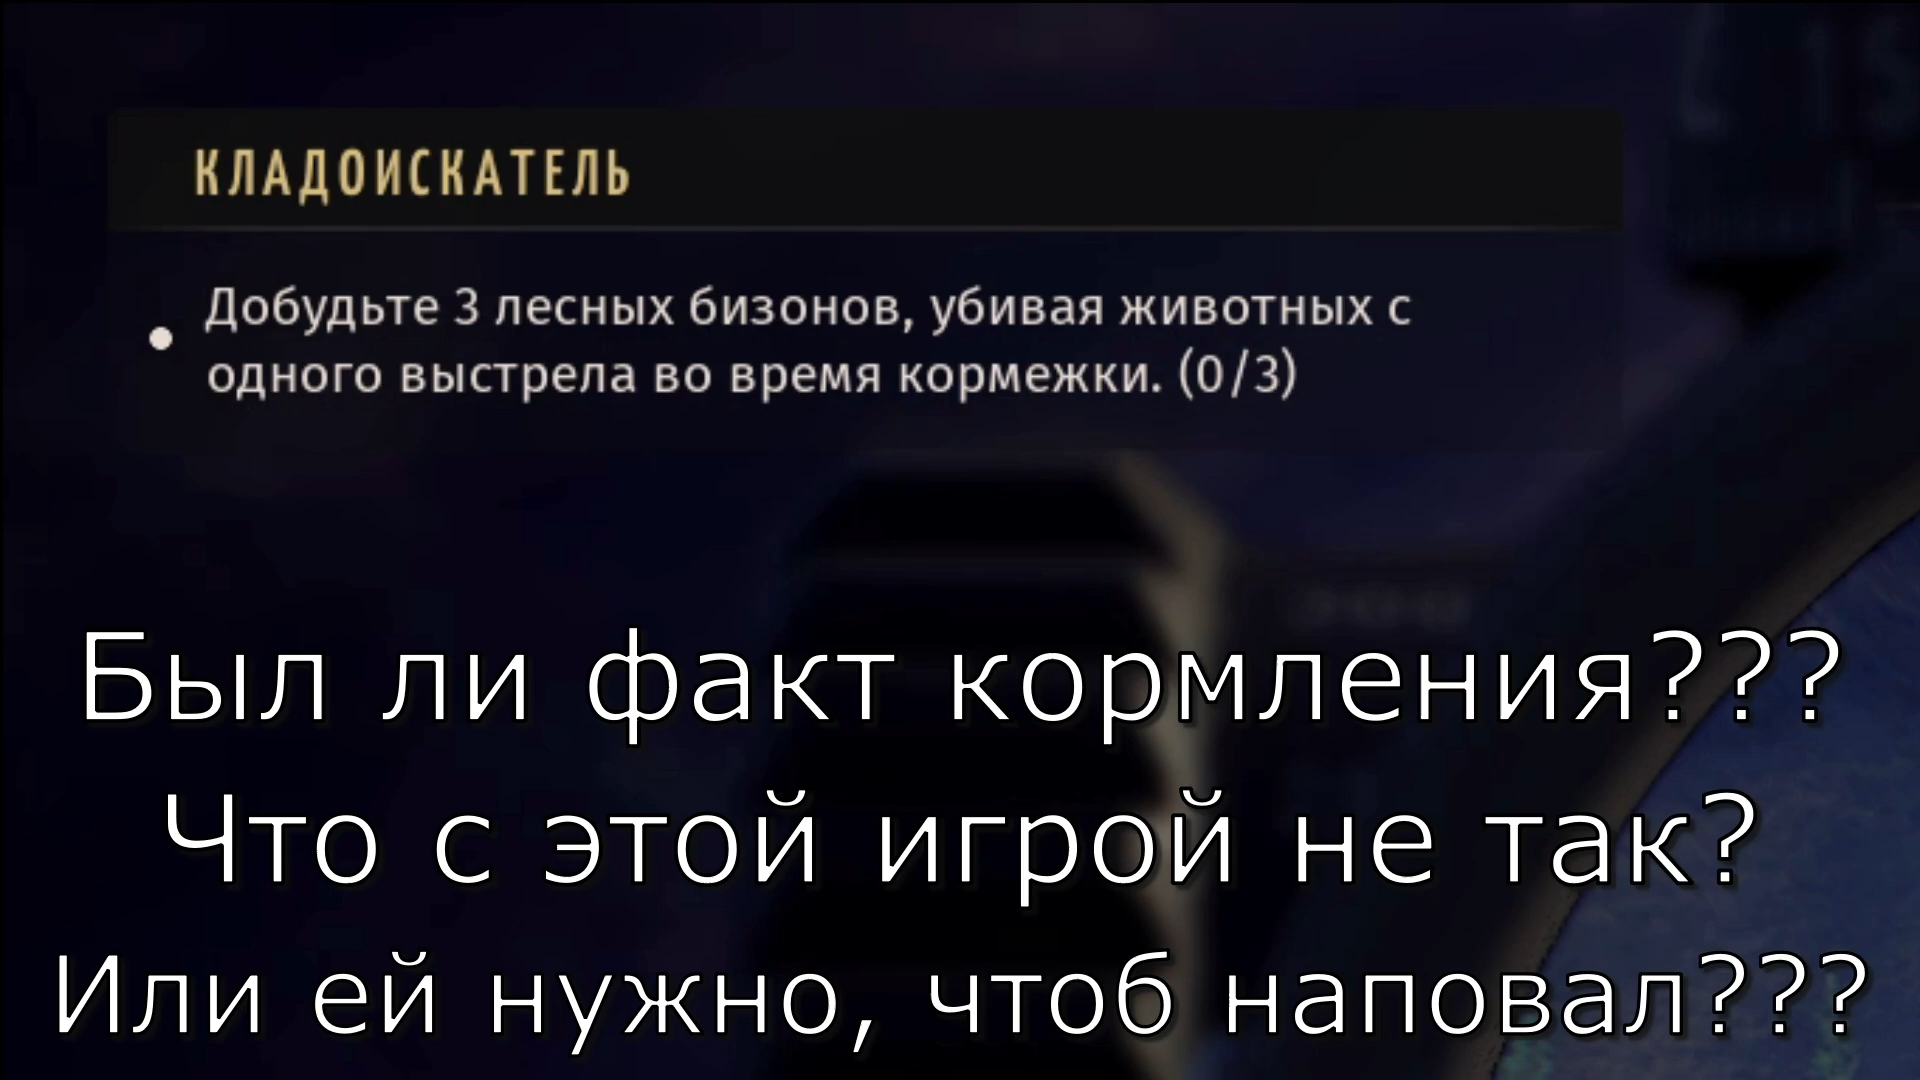 КЛАДОИСКАТЕЛЬ
Добудьте 3 лесных бизонов, убивая животных с
одного выстрела во время кормежки. (0/3)
Был ли факт кормления???
Что с этой игрой не так?
Или ей нужно, чтоб наповал???